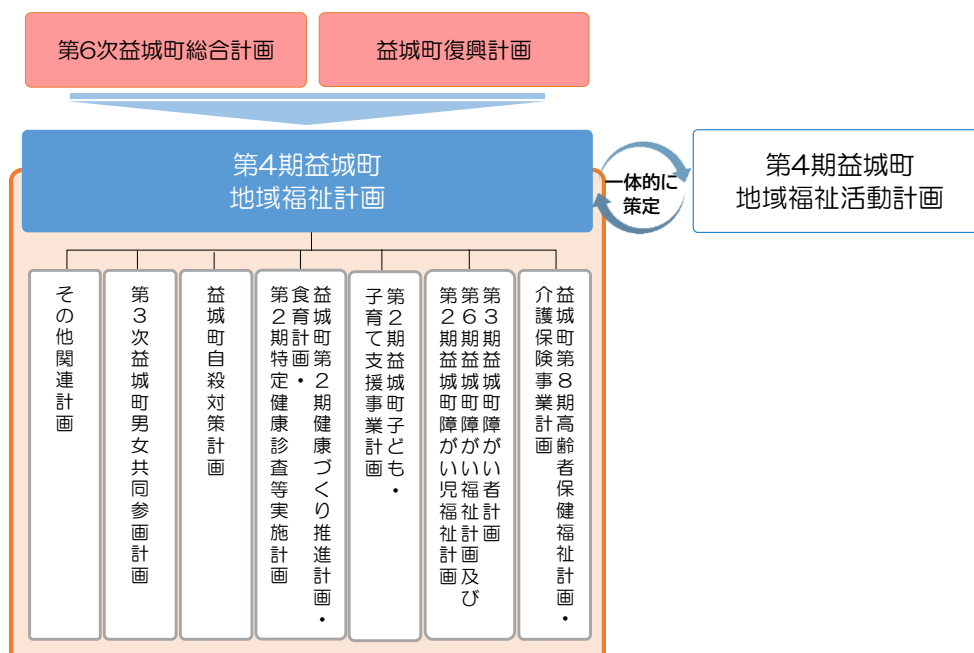 第6次益城町総合計画
益城町復興計画
第4期益城町
地域福祉計画
一体的に
策定
第4期益城町
地域福祉活動計画
益城町第8期高齢者保健福祉計画・
介護保険事業計画
第3期益城町障がい者計画
第6期益城町障がい福祉計画及び
第2期益城町障がい児福祉計画
第2期益城町子ども・
子育て支援事業計画
益城町第2期健康づくり推進計画・
食育計画・
第2期特定健康診査等実施計画
益城町自殺対策計画
第3次益城町男女共同参画計画
その他関連計画